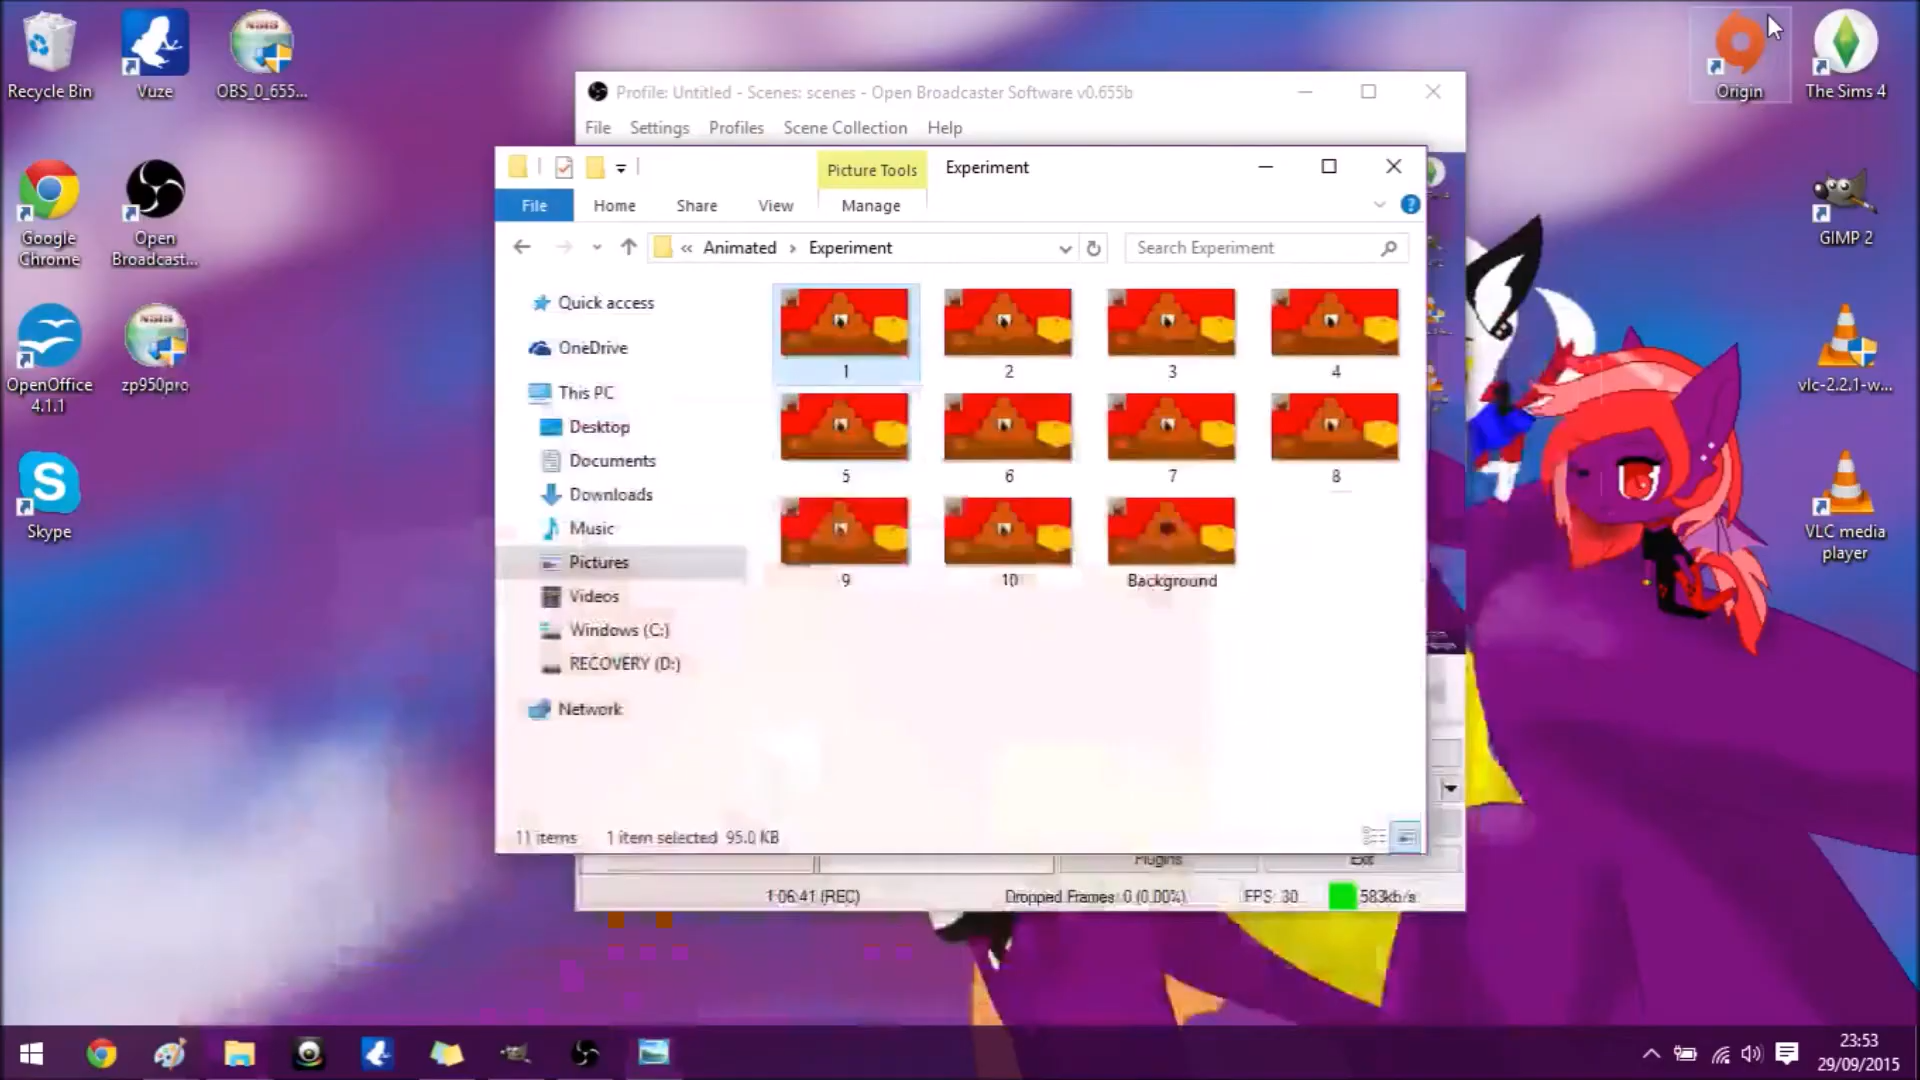 Recycle Bin
Vuze
OBS_0_655...
Origin
The Sims 4
Google
Chrome
Open
Broadcast...
GIMP 2
OpenOffice
4.1.1
zp950pro
vlc-2.2.1-w...
Skype
VLC media
player
Profile: Untitled - Scenes: scenes - Open Broadcaster Software v0.655b
File Settings Profiles Scene Collection Help
Picture Tools Experiment
File Home Share View Manage
« Animated > Experiment Search Experiment
Quick access
OneDrive
This PC
Desktop
Documents
Downloads
Music
Pictures
Videos
Windows (C:)
RECOVERY (D:)
Network
1 2 3 4
5 6 7 8
9 10 Background
11 items 1 item selected 95.0 KB
Plugins Exit
1:06:41 (REC) Dropped Frames: 0 (0.00%) FPS: 30 583kb/s
23:53
29/09/2015